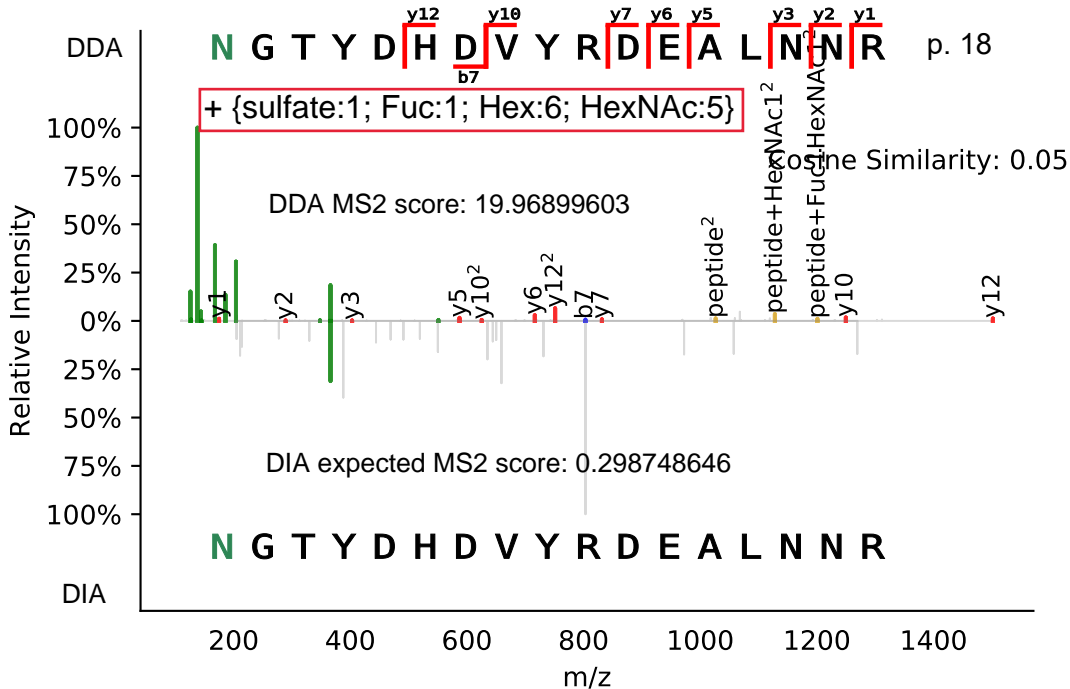 y12 y10 y7 y6 y5 y3 y2 y1
DDA N G T Y D H D V Y R D E A L N N R p. 18
b7
+ {sulfate:1; Fuc:1; Hex:6; HexNAc:5}
Cosine Similarity: 0.05
DDA MS2 score: 19.96899603
Relative Intensity
100%
75%
50%
25%
0%
25%
50%
75%
100%
y1
y2
y3
y5
y10²
y6
y12²
b7
y7
peptide²
peptide+HexNAc1²
peptide+Fuc1HexNAc1²
y10
y12
DIA expected MS2 score: 0.298748646
N G T Y D H D V Y R D E A L N N R
DIA
200 400 600 800 1000 1200 1400
m/z